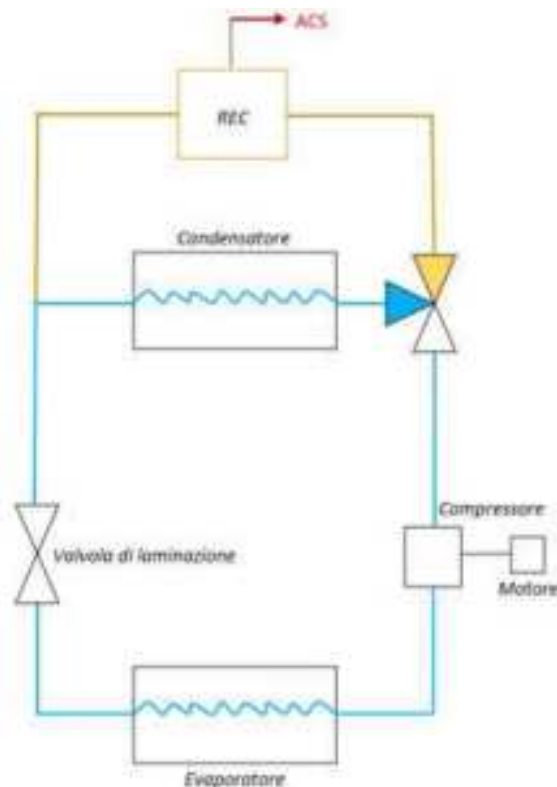 ACS
REC
Condensatore
Compressore
Valvola di laminazione
Motore
Evaporatore